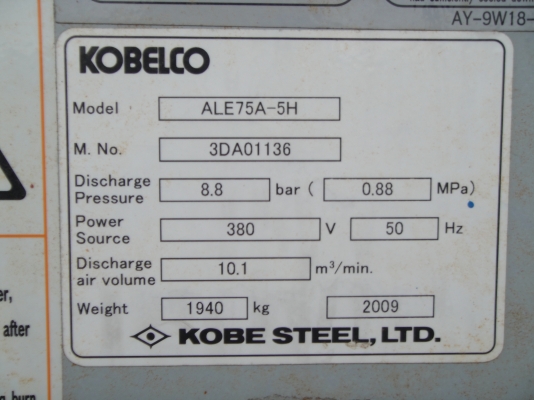 AY-9W18-
KOBELCO
Model ALE75A-5H
M. No. 3DA01136
Discharge Pressure 8.8 bar ( 0.88 MPa)
Power Source 380 V 50 Hz
Discharge air volume 10.1 m³/min.
Weight 1940 kg 2009
KOBE STEEL, LTD.
er,
after
burn